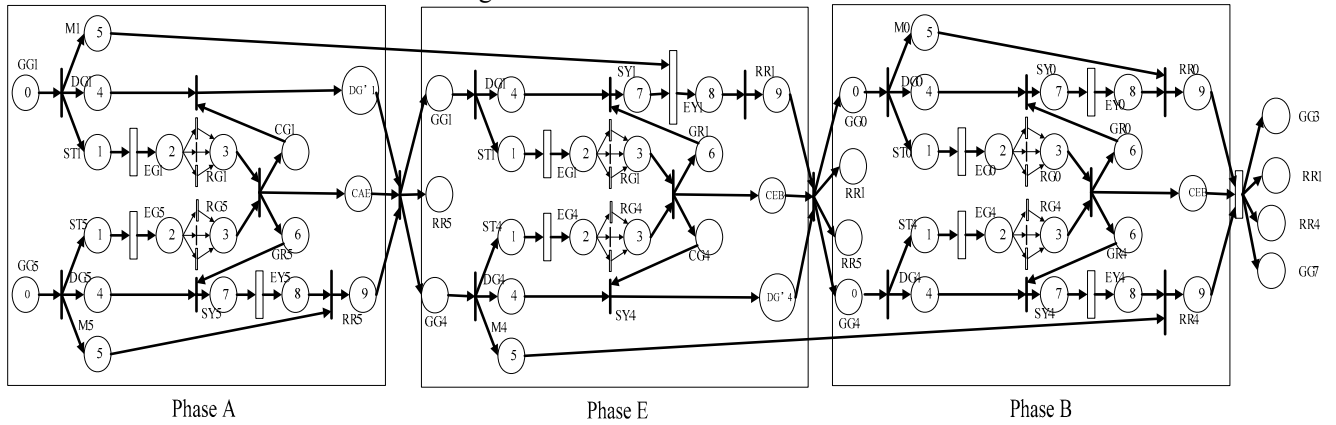 M1
5
GG1
0
DG1
4
DG'1
ST1
1
EG1
2
RG1
3
CG1
CAE
ST5
1
EG5
2
RG5
3
6
GR5
GG5
0
DG5
4
SY5
7
EY5
8
RR5
9
M5
5
Phase A
GG1
DG1
4
SY1
7
EY1
8
RR1
9
ST1
1
EG1
2
RG1
3
GR1
6
CEB
RR5
ST4
1
EG4
2
RG4
3
CG4
GG4
DG4
4
SY4
DG'4
M4
5
Phase E
M0
5
GG0
0
DG0
4
SY0
7
EY0
8
RR0
9
ST0
1
EG0
2
RG0
3
GR0
6
RR1
CEB
RR5
ST4
1
EG4
2
RG4
3
6
GR4
GG4
0
DG4
4
SY4
7
EY4
8
RR4
9
Phase B
GG3
RR1
RR4
GG7